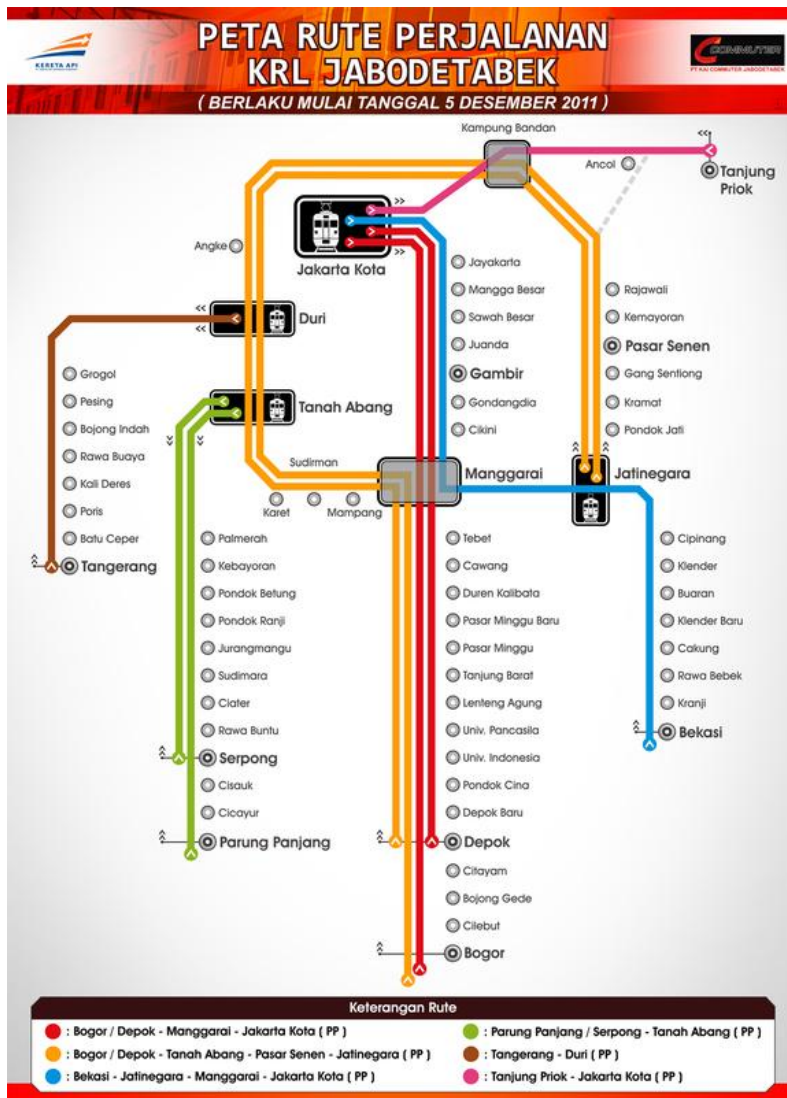 PETA RUTE PERJALANAN
KRL JABODETABEK
( BERLAKU MULAI TANGGAL 5 DESEMBER 2011 )
KERETA API
COMMUTER
PT KAI COMMUTER JABODETABEK
Kampung Bandan
Ancol
Tanjung
Priok
Angke
Jakarta Kota
Duri
Tanah Abang
Jayakarta
Mangga Besar
Sawah Besar
Juanda
Gambir
Gondangdia
Cikini
Rajawali
Kemayoran
Pasar Senen
Gang Sentiong
Kramat
Pondok Jati
Grogol
Pesing
Bojong Indah
Rawa Buaya
Kali Deres
Poris
Batu Ceper
Tangerang
Sudirman
Karet
Mampang
Manggarai
Jatinegara
Palmerah
Kebayoran
Pondok Betung
Pondok Ranji
Jurangmangu
Sudimara
Ciater
Rawa Buntu
Serpong
Cisauk
Cicayur
Parung Panjang
Tebet
Cawang
Duren Kalibata
Pasar Minggu Baru
Pasar Minggu
Tanjung Barat
Lenteng Agung
Univ. Pancasila
Univ. Indonesia
Pondok Cina
Depok Baru
Depok
Citayam
Bojong Gede
Cilebut
Bogor
Cipinang
Klender
Buaran
Klender Baru
Cakung
Rawa Bebek
Kranji
Bekasi
Keterangan Rute
: Bogor / Depok - Manggarai - Jakarta Kota ( PP )
: Bogor / Depok - Tanah Abang - Pasar Senen - Jatinegara ( PP )
: Bekasi - Jatinegara - Manggarai - Jakarta Kota ( PP )
: Parung Panjang / Serpong - Tanah Abang ( PP )
: Tangerang - Duri ( PP )
: Tanjung Priok - Jakarta Kota ( PP )